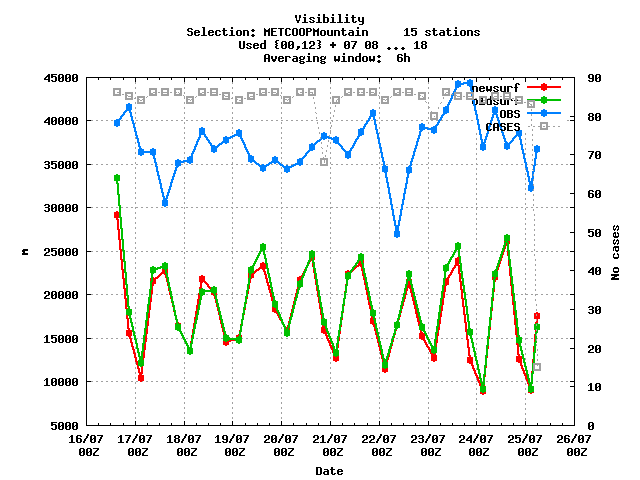 Visibility
Selection: METCOOPMountain 15 stations
Used {00,12} + 07 08 ... 18
Averaging window: 6h
45000
40000
35000
30000
25000
20000
15000
10000
5000
m
90
80
70
60
50
40
30
20
10
0
No cases
newsurf
oldsurf
OBS
CASES
16/07 17/07 18/07 19/07 20/07 21/07 22/07 23/07 24/07 25/07 26/07
00Z 00Z 00Z 00Z 00Z 00Z 00Z 00Z 00Z 00Z 00Z
Date